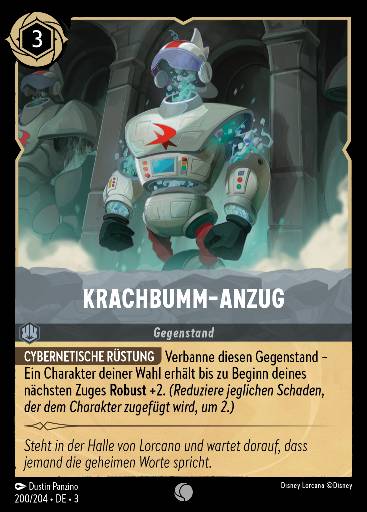 3
KRACHBUMM-ANZUG
Gegenstand
CYBERNETISCHE RÜSTUNG Verbanne diesen Gegenstand –
Ein Charakter deiner Wahl erhält bis zu Beginn deines
nächsten Zuges Robust +2. (Reduziere jeglichen Schaden,
der dem Charakter zugefügt wird, um 2.)
Steht in der Halle von Lorcano und wartet dorauf, dass
jemand die geheimen Worte spricht.
Dustin Panzino
Disney Lorcana ©Disney
200/204 • DE • 3